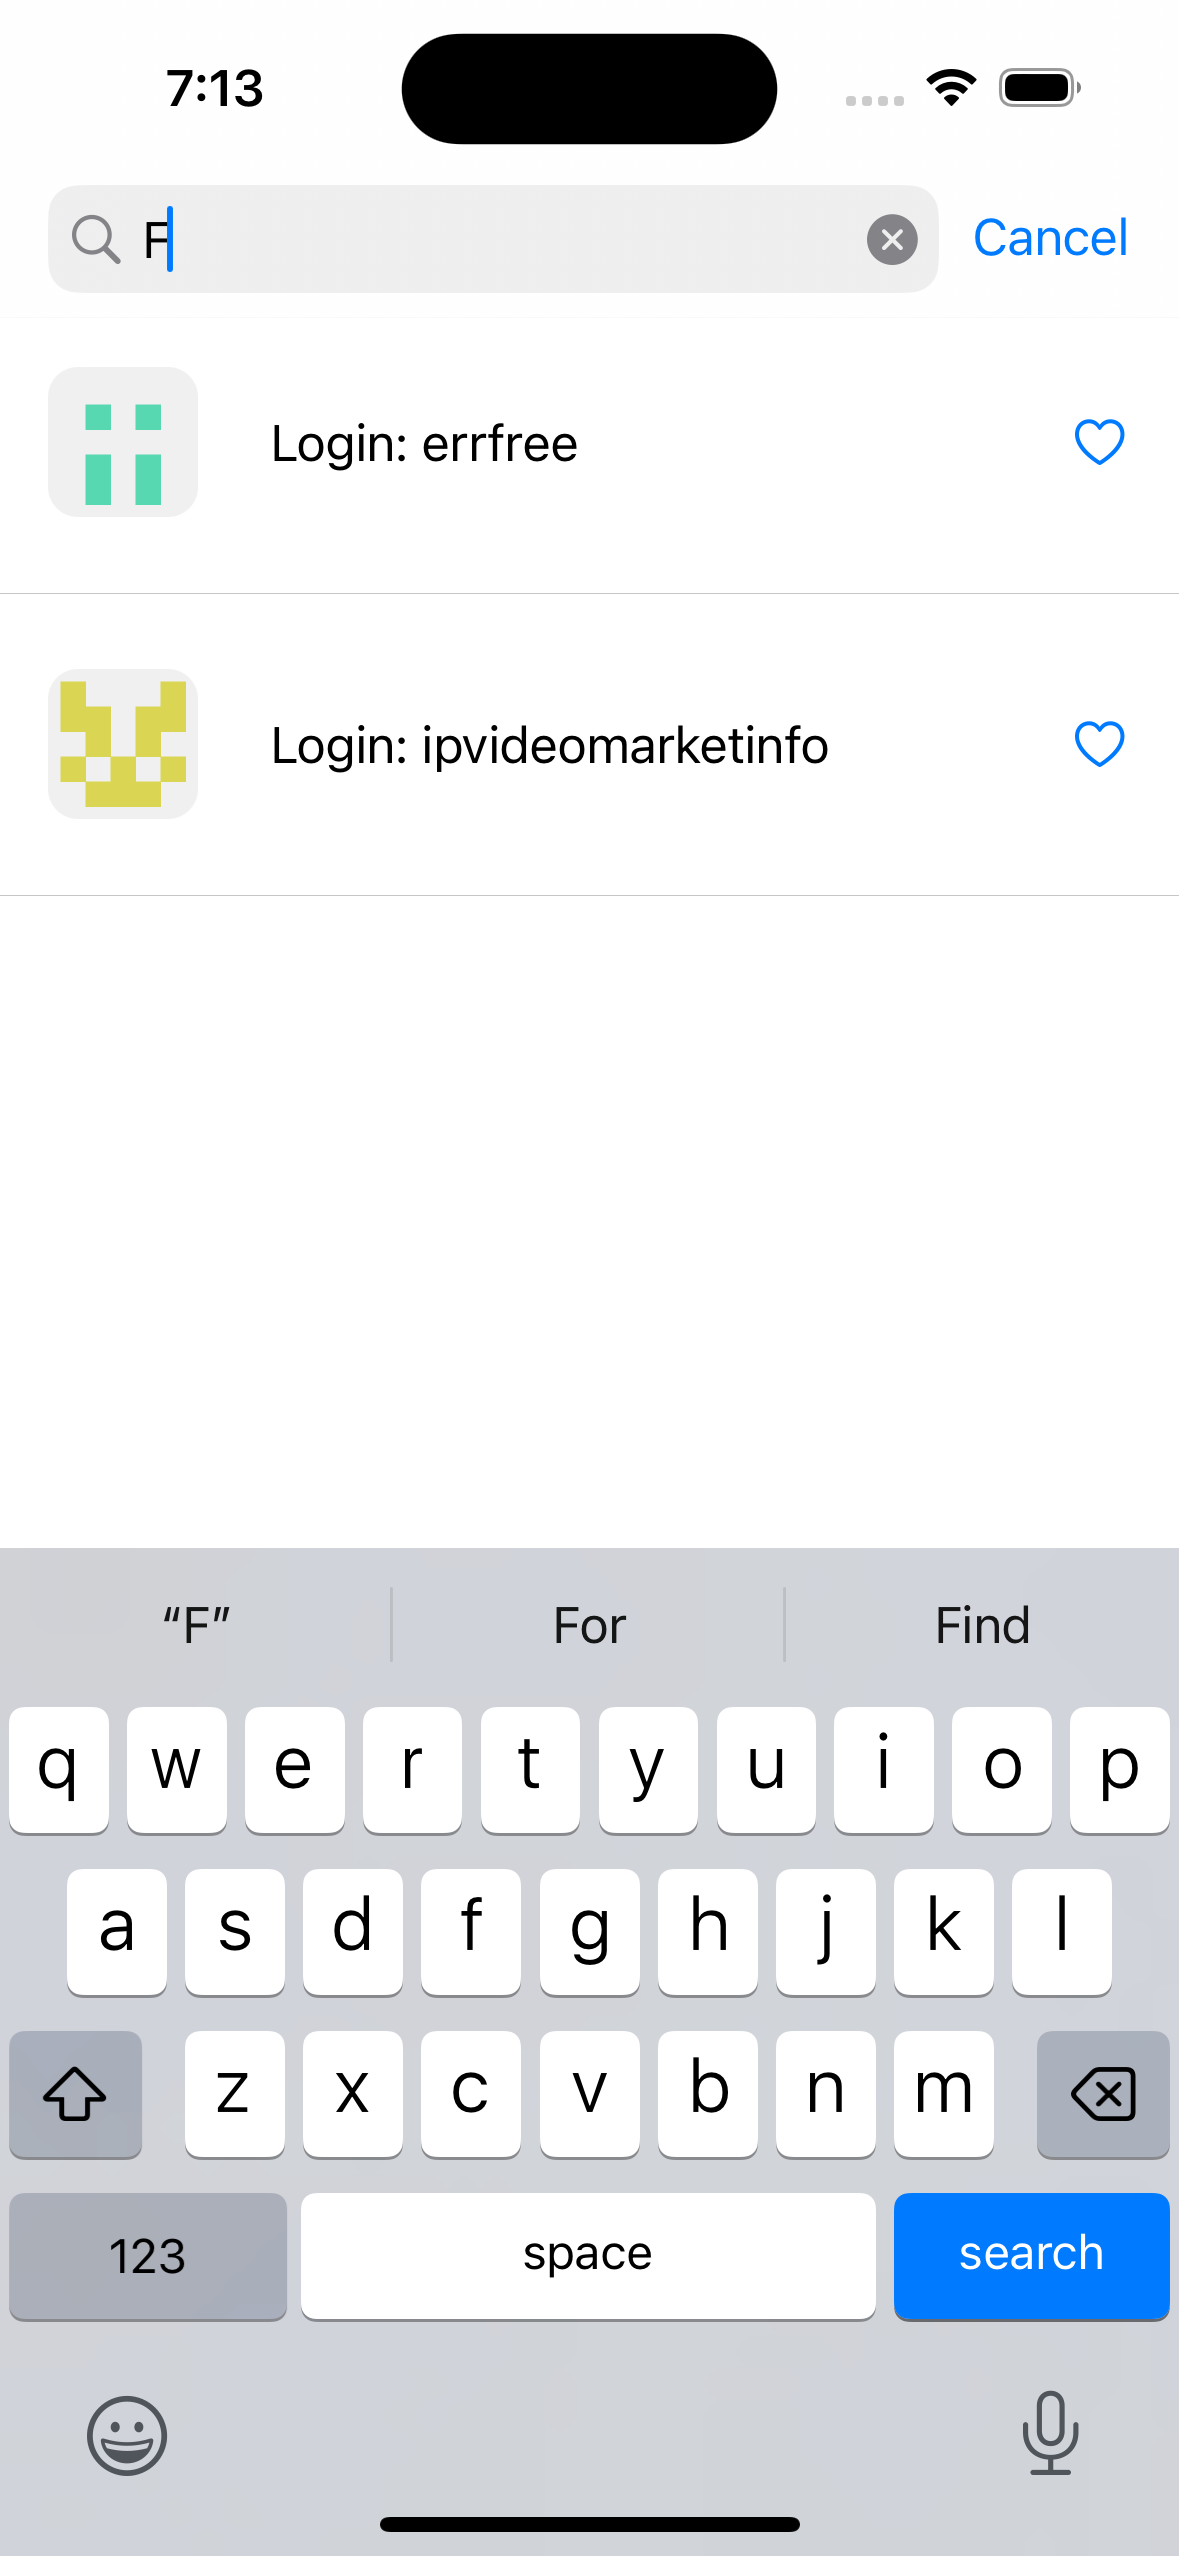 7:13
F
Cancel
Login: errfree
Login: ipvideomarketinfo
“F” For Find
q w e r t y u i o p
a s d f g h j k l
z x c v b n m
123 space search